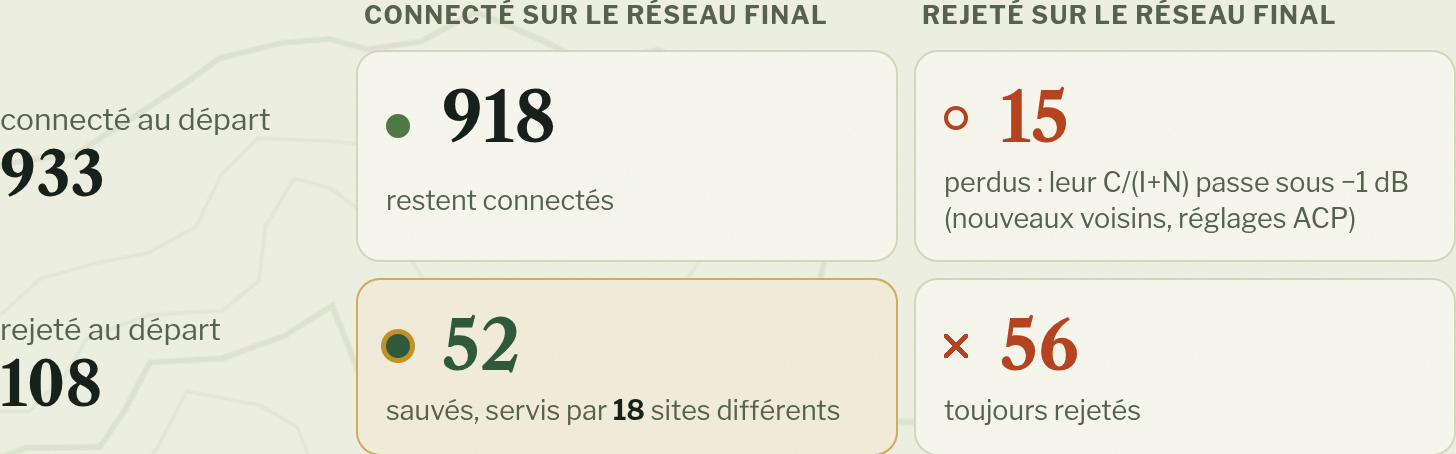 CONNECTÉ SUR LE RÉSEAU FINAL
REJETÉ SUR LE RÉSEAU FINAL
connecté au départ
933
918
restent connectés
15
perdus : leur C/(I+N) passe sous −1 dB
(nouveaux voisins, réglages ACP)
rejeté au départ
108
52
sauvés, servis par 18 sites différents
56
toujours rejetés